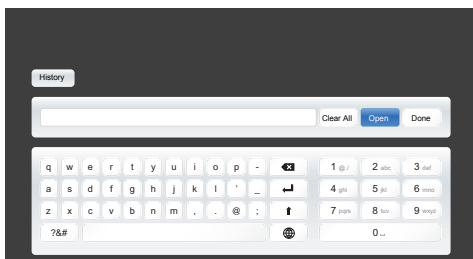 History
Clear All Open Done
q w e r t y u i o p - 1 @./ 2 abc 3 def
a s d f g h j k l ' _ 4 ghi 5 jkl 6 mno
z x c v b n m , . @ ; 7 pqrs 8 tuv 9 wxyz
?&# 0